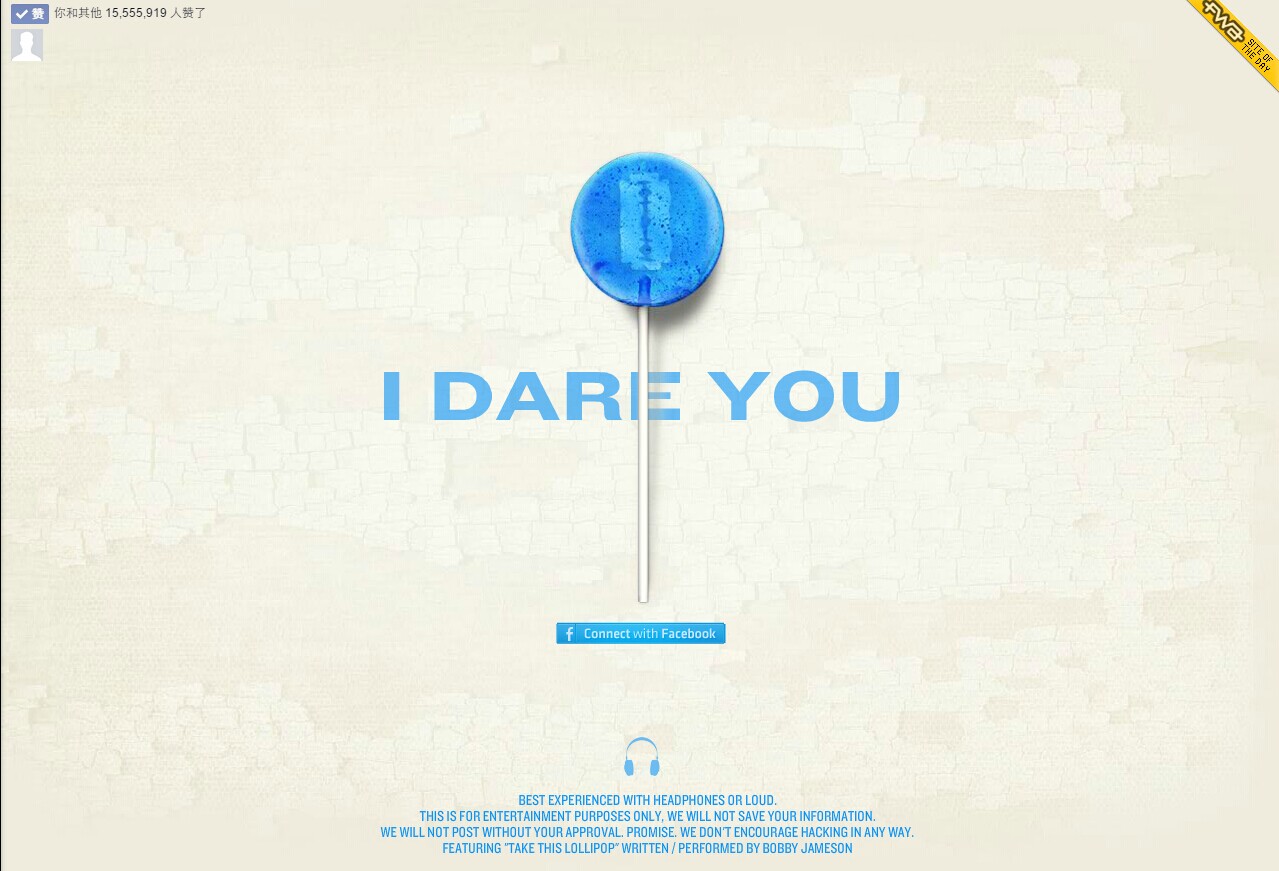 赞 你和其他 15,555,919 人赞了
fwa SITE OF
THE DAY
I DARE YOU
f Connect with Facebook
BEST EXPERIENCED WITH HEADPHONES OR LOUD.
THIS IS FOR ENTERTAINMENT PURPOSES ONLY, WE WILL NOT SAVE YOUR INFORMATION.
WE WILL NOT POST WITHOUT YOUR APPROVAL. PROMISE. WE DON'T ENCOURAGE HACKING IN ANY WAY.
FEATURING "TAKE THIS LOLLIPOP" WRITTEN / PERFORMED BY BOBBY JAMESON